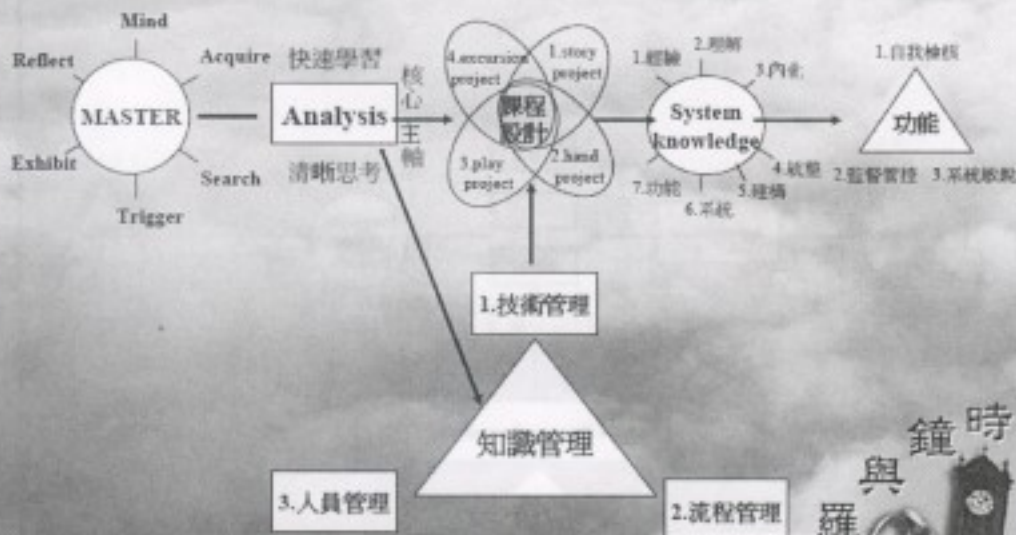 Mind
Reflect
Acquire
MASTER
Exhibit
Search
Trigger
快速學習
Analysis
清晰思考
核心主軸
4.excursion project
1.story project
課程設計
3.play project
2.hand project
1.經驗
2.理解
3.內化
System knowledge
4.統整
5.建構
6.系統
7.功能
1.自我檢核
功能
2.監督管控
3.系統
1.技術管理
知識管理
3.人員管理
2.流程管理
時鐘與羅